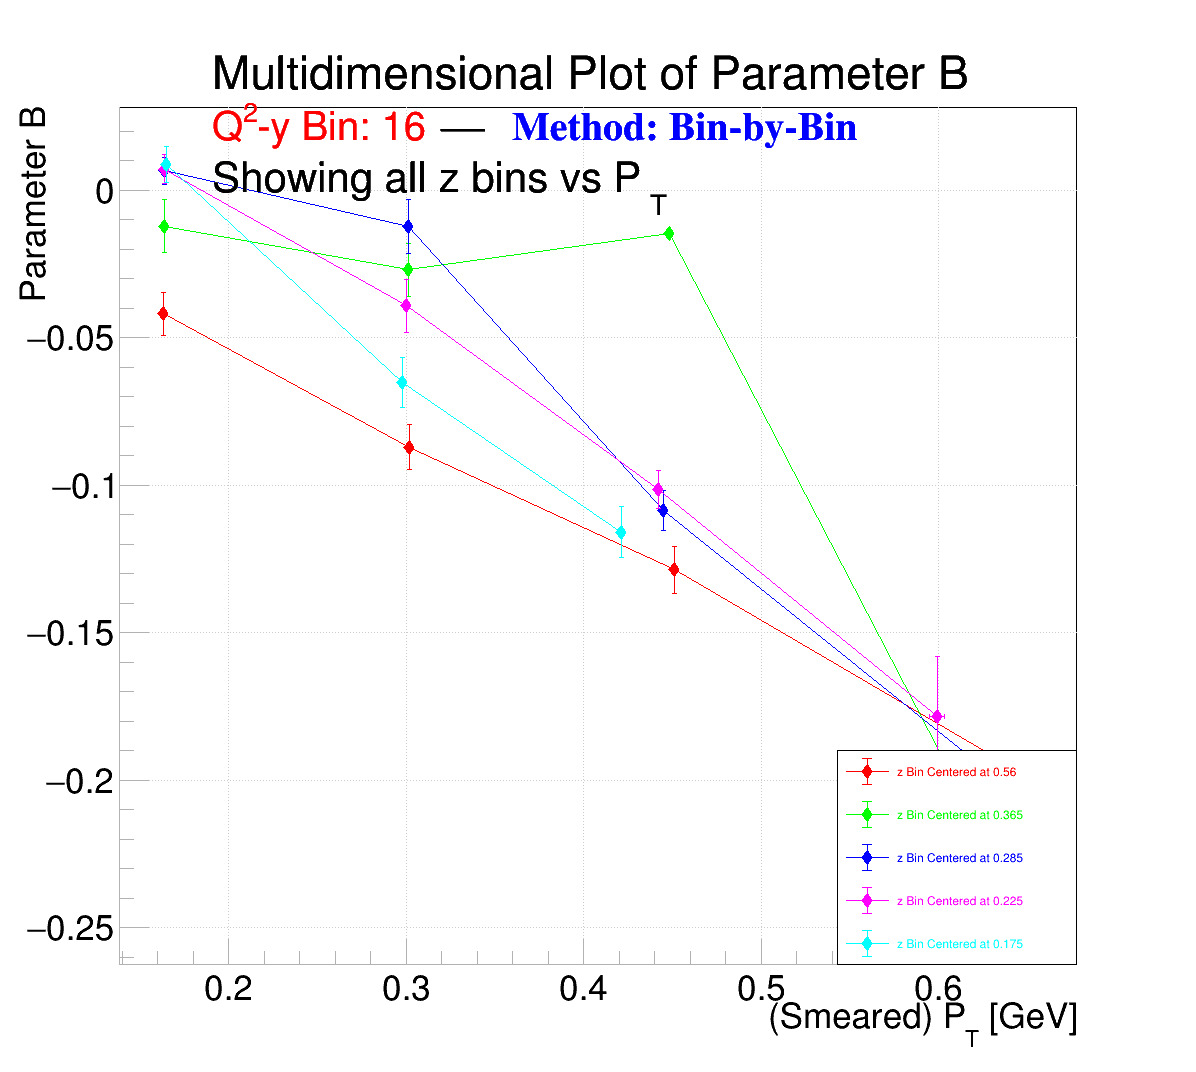 Multidimensional Plot of Parameter B
Q²-y Bin: 16 — Method: Bin-by-Bin
Showing all z bins vs P_T
Parameter B
0
−0.05
−0.1
−0.15
−0.2
−0.25
z Bin Centered at 0.56
z Bin Centered at 0.365
z Bin Centered at 0.285
z Bin Centered at 0.225
z Bin Centered at 0.175
0.2 0.3 0.4 0.5 0.6
(Smeared) P_T [GeV]